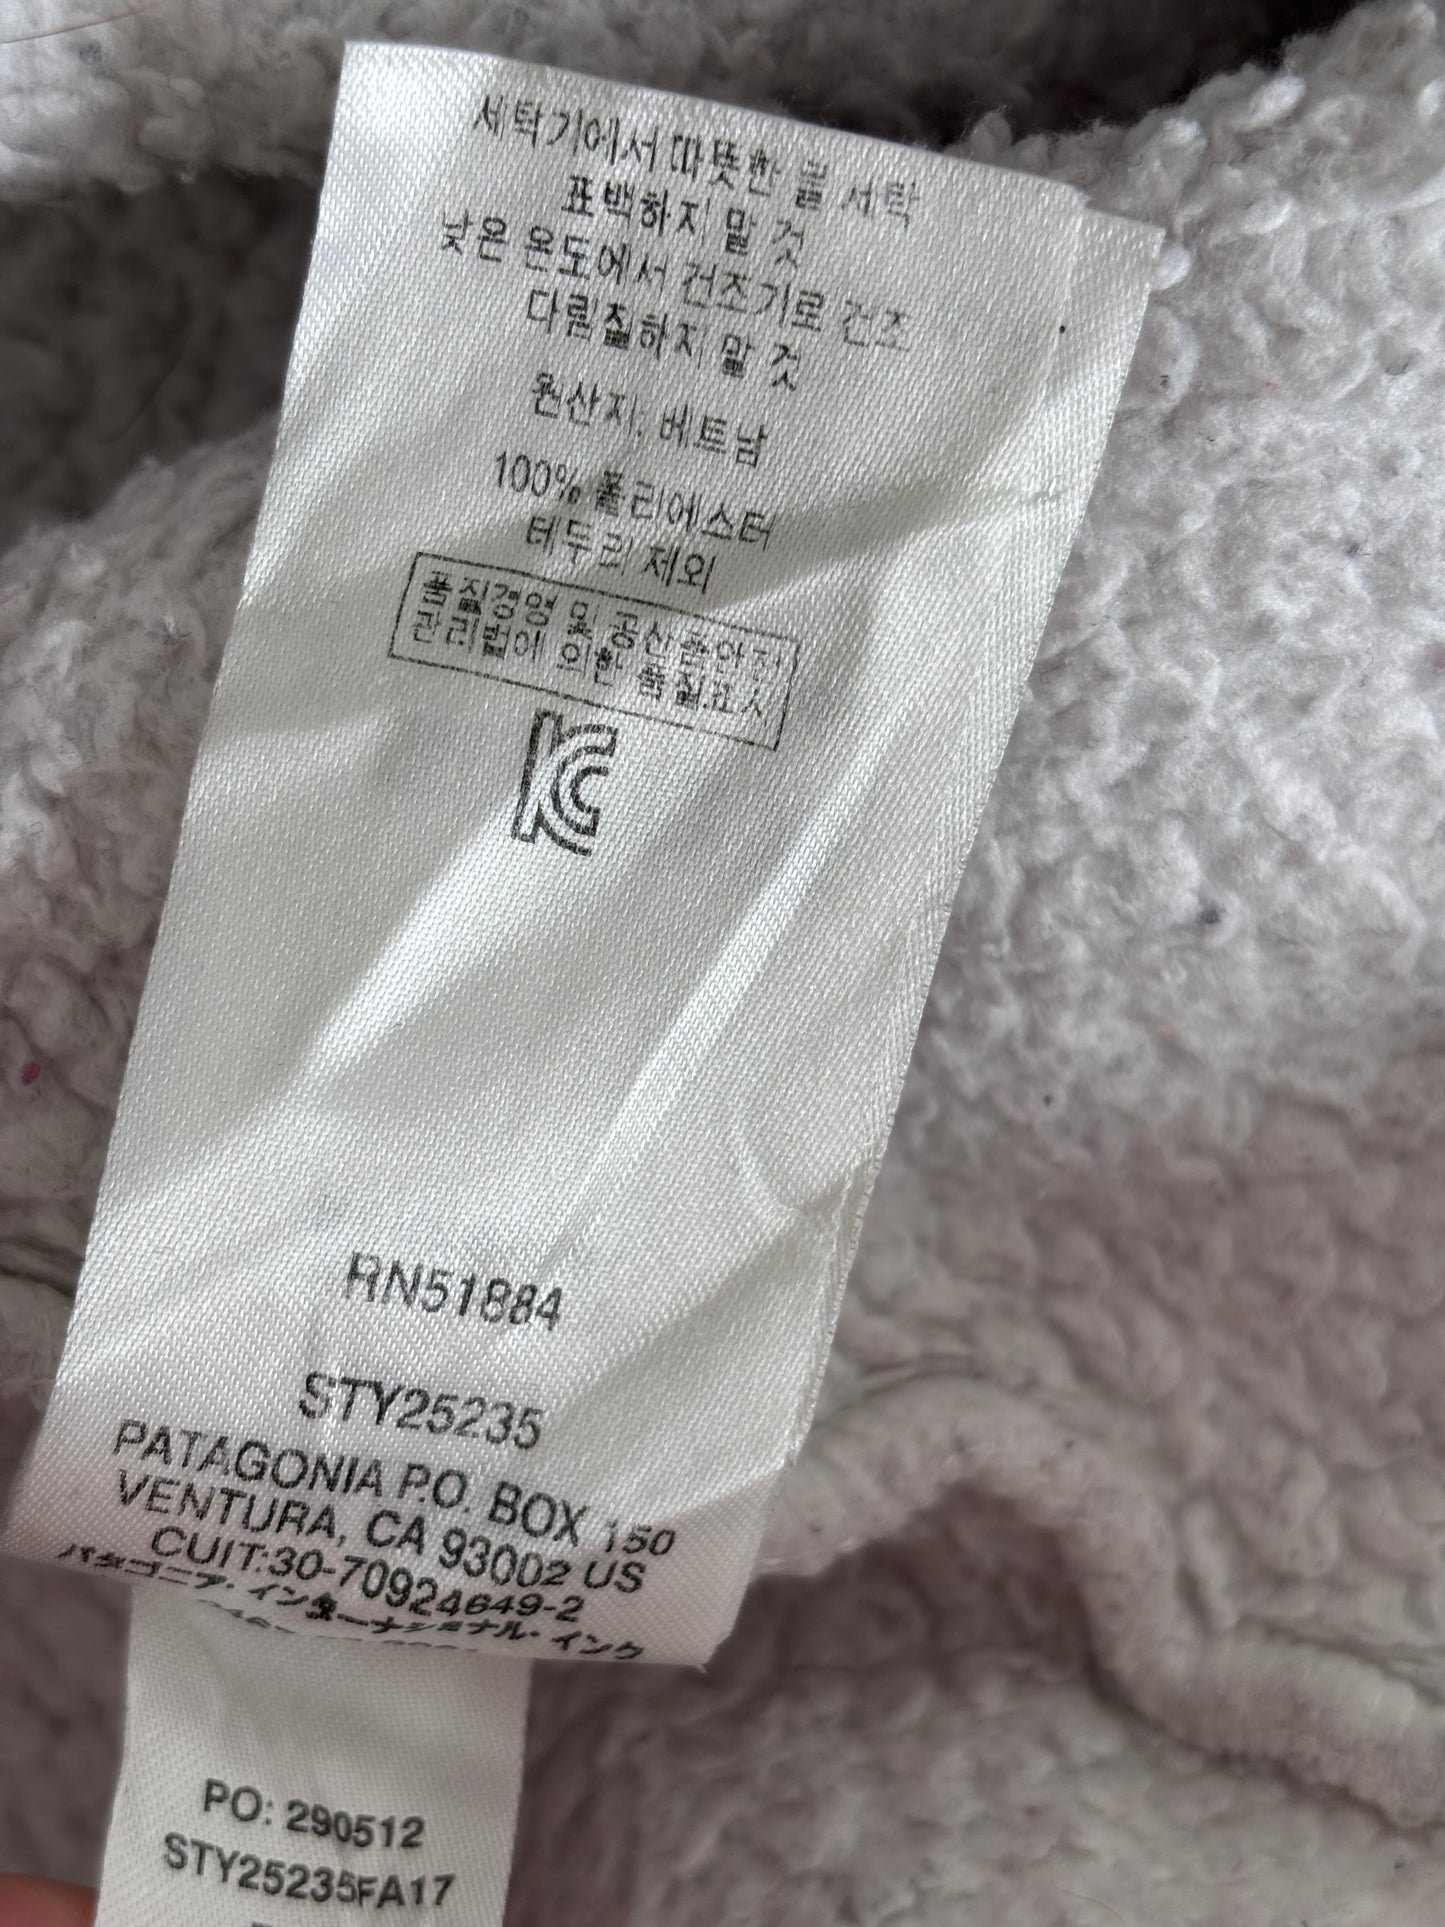 세탁기에서 따뜻한 물 세탁
표백하지 말 것
낮은 온도에서 건조기로 건조
다림질하지 말 것
원산지: 베트남
100% 폴리에스터
테두리 제외
품질경영 및 공산품안전
관리법에 의한 품질표시
KC
RN51884
STY25235
PATAGONIA P.O. BOX 150
VENTURA, CA 93002 US
CUIT:30-70924649-2
パタゴニア・インターナショナル・インク
PO: 290512
STY25235FA17